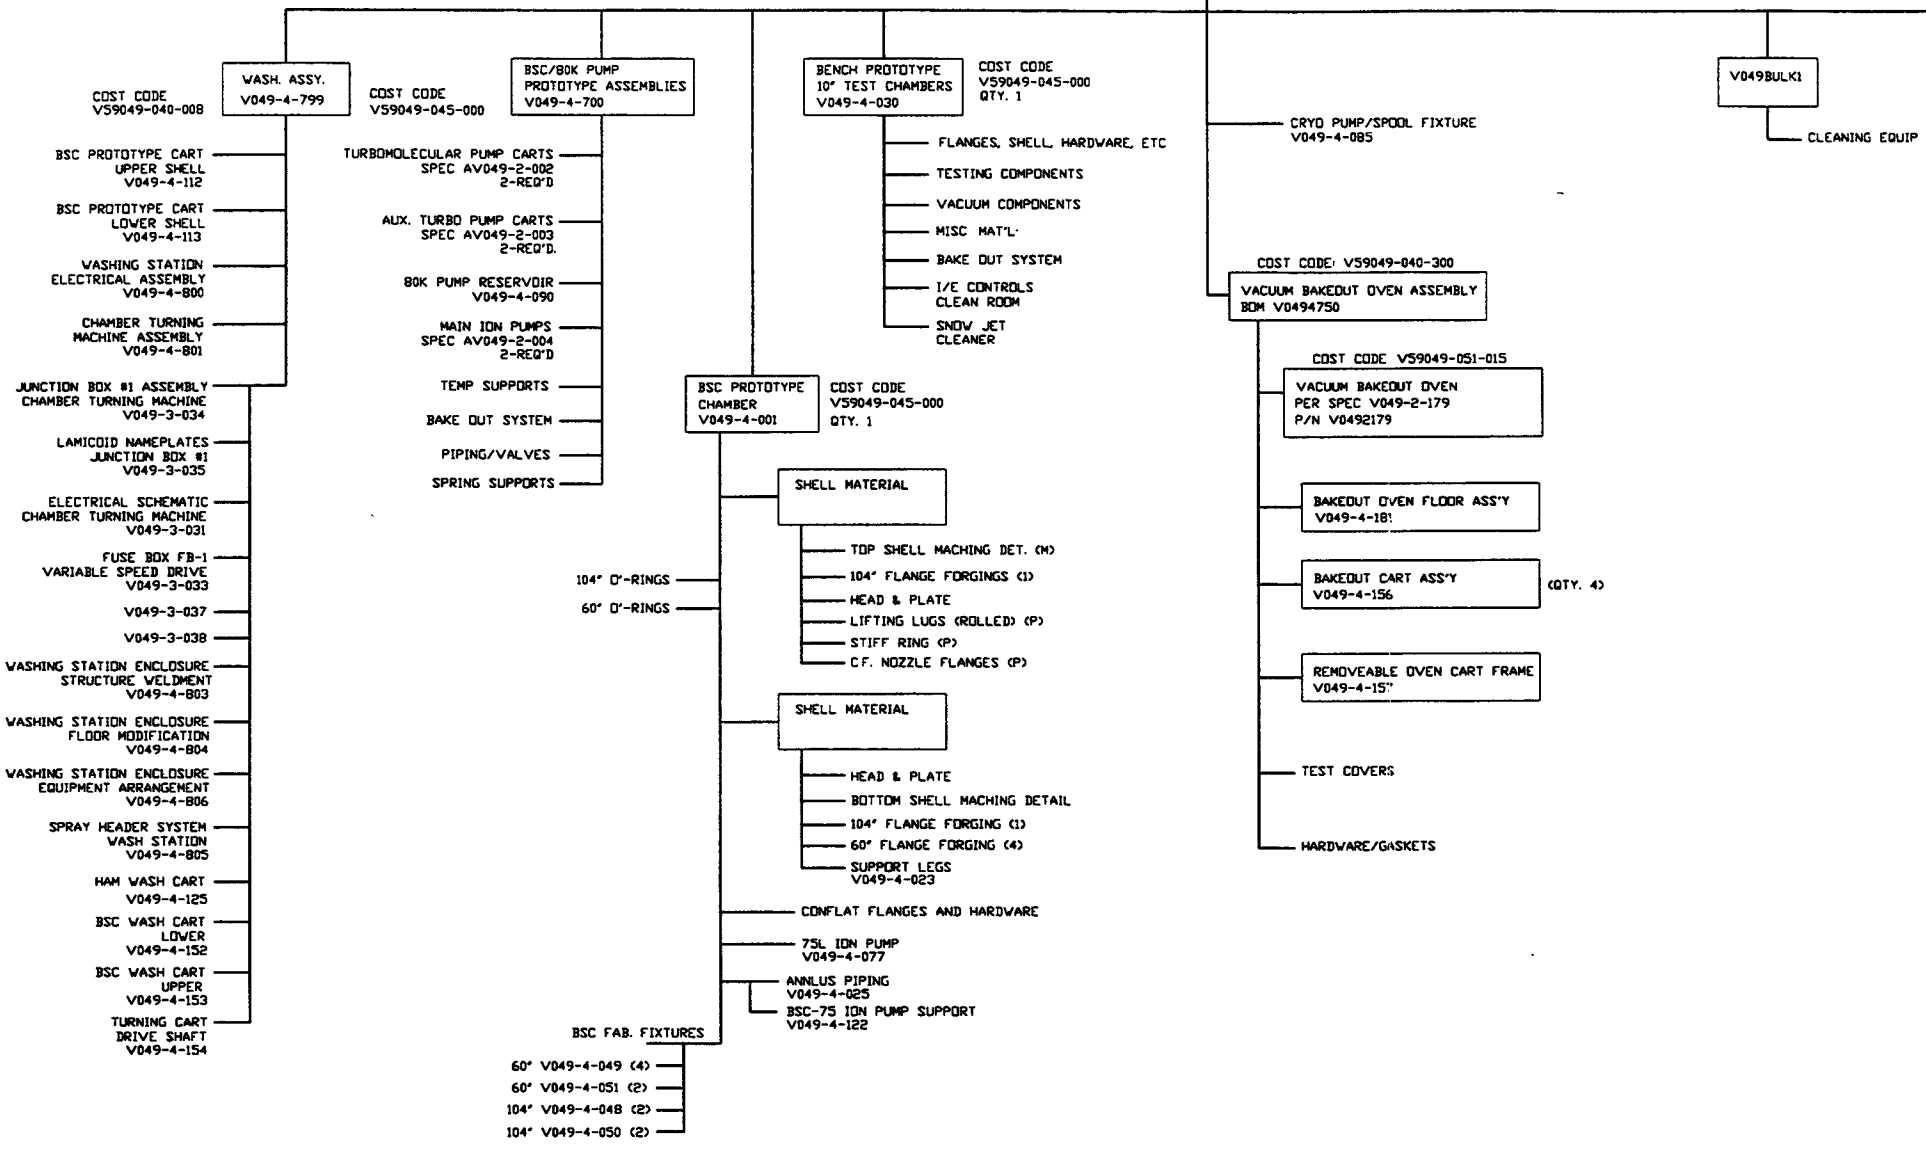 COST CODE
V59049-040-008
WASH. ASSY.
V049-4-799
BSC PROTOTYPE CART
UPPER SHELL
V049-4-112
BSC PROTOTYPE CART
LOWER SHELL
V049-4-113
WASHING STATION
ELECTRICAL ASSEMBLY
V049-4-800
CHAMBER TURNING
MACHINE ASSEMBLY
V049-4-801
JUNCTION BOX #1 ASSEMBLY
CHAMBER TURNING MACHINE
V049-3-034
LAMICOID NAMEPLATES
JUNCTION BOX #1
V049-3-035
ELECTRICAL SCHEMATIC
CHAMBER TURNING MACHINE
V049-3-031
FUSE BOX FB-1
VARIABLE SPEED DRIVE
V049-3-033
V049-3-037
V049-3-038
WASHING STATION ENCLOSURE
STRUCTURE WELDMENT
V049-4-803
WASHING STATION ENCLOSURE
FLOOR MODIFICATION
V049-4-804
WASHING STATION ENCLOSURE
EQUIPMENT ARRANGEMENT
V049-4-806
SPRAY HEADER SYSTEM
WASH STATION
V049-4-805
HAM WASH CART
V049-4-125
BSC WASH CART
LOWER
V049-4-152
BSC WASH CART
UPPER
V049-4-153
TURNING CART
DRIVE SHAFT
V049-4-154
COST CODE
V59049-045-000
BSC/80K PUMP
PROTOTYPE ASSEMBLIES
V049-4-700
TURBOMOLECULAR PUMP CARTS
SPEC AV049-2-002
2-REQ'D
AUX. TURBO PUMP CARTS
SPEC AV049-2-003
2-REQ'D.
80K PUMP RESERVOIR
V049-4-090
MAIN ION PUMPS
SPEC AV049-2-004
2-REQ'D
TEMP SUPPORTS
BAKE OUT SYSTEM
PIPING/VALVES
SPRING SUPPORTS
BSC PROTOTYPE
CHAMBER
V049-4-001
COST CODE
V59049-045-000
QTY. 1
SHELL MATERIAL
TOP SHELL MACHING DET. (M)
104" FLANGE FORGINGS (1)
HEAD & PLATE
LIFTING LUGS (ROLLED) (P)
STIFF RING (P)
C.F. NOZZLE FLANGES (P)
104" O'-RINGS
60" O'-RINGS
SHELL MATERIAL
HEAD & PLATE
BOTTOM SHELL MACHING DETAIL
104" FLANGE FORGING (1)
60" FLANGE FORGING (4)
SUPPORT LEGS
V049-4-023
CONFLAT FLANGES AND HARDWARE
75L ION PUMP
V049-4-077
ANNLUS PIPING
V049-4-025
BSC-75 ION PUMP SUPPORT
V049-4-122
BSC FAB. FIXTURES
60" V049-4-049 (4)
60" V049-4-051 (2)
104" V049-4-048 (2)
104" V049-4-050 (2)
BENCH PROTOTYPE
10" TEST CHAMBERS
V049-4-030
COST CODE
V59049-045-000
QTY. 1
FLANGES, SHELL, HARDWARE, ETC
TESTING COMPONENTS
VACUUM COMPONENTS
MISC MAT'L
BAKE OUT SYSTEM
I/E CONTROLS
CLEAN ROOM
SNOW JET
CLEANER
CRYO PUMP/SPOOL FIXTURE
V049-4-085
COST CODE: V59049-040-300
VACUUM BAKEOUT OVEN ASSEMBLY
BOM V0494750
COST CODE V59049-051-015
VACUUM BAKEOUT OVEN
PER SPEC V049-2-179
P/N V0492179
BAKEOUT OVEN FLOOR ASS'Y
BAKEOUT CART ASS'Y
V049-4-156
(QTY. 4)
REMOVEABLE OVEN CART FRAME
TEST COVERS
HARDWARE/GASKETS
V049BULK1
CLEANING EQUIP